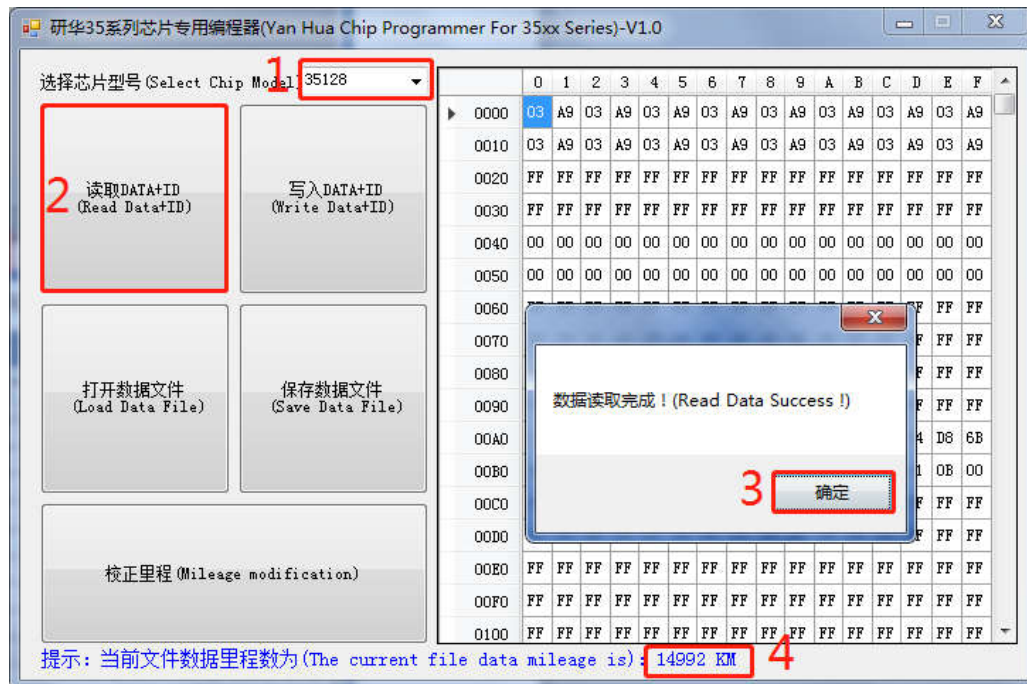 研华35系列芯片专用编程器(Yan Hua Chip Programmer For 35xx Series)-V1.0
选择芯片型号(Select Chip Model
1
35128
0 1 2 3 4 5 6 7 8 9 A B C D E F
0000 03 A9 03 A9 03 A9 03 A9 03 A9 03 A9 03 A9 03 A9
0010 03 A9 03 A9 03 A9 03 A9 03 A9 03 A9 03 A9 03 A9
0020 FF FF FF FF FF FF FF FF FF FF FF FF FF FF FF FF
0030 FF FF FF FF FF FF FF FF FF FF FF FF FF FF FF FF
0040 00 00 00 00 00 00 00 00 00 00 00 00 00 00 00 00
0050 00 00 00 00 00 00 00 00 00 00 00 00 00 00 00 00
0060 FF FF
0070 FF FF
0080 FF FF
0090 FF FF
00A0 D8 6B
00B0 0B 00
00C0 FF FF
00D0 FF FF
00E0 FF FF FF FF FF FF FF FF FF FF FF FF FF FF FF FF
00F0 FF FF FF FF FF FF FF FF FF FF FF FF FF FF FF FF
0100 FF FF FF FF FF FF FF FF FF FF FF FF FF FF FF FF
2
读取DATA+ID
(Read Data+ID)
写入DATA+ID
(Write Data+ID)
打开数据文件
(Load Data File)
保存数据文件
(Save Data File)
校正里程(Mileage modification)
数据读取完成！(Read Data Success !)
3
确定
提示：当前文件数据里程数为(The current file data mileage is)：14992 KM
4